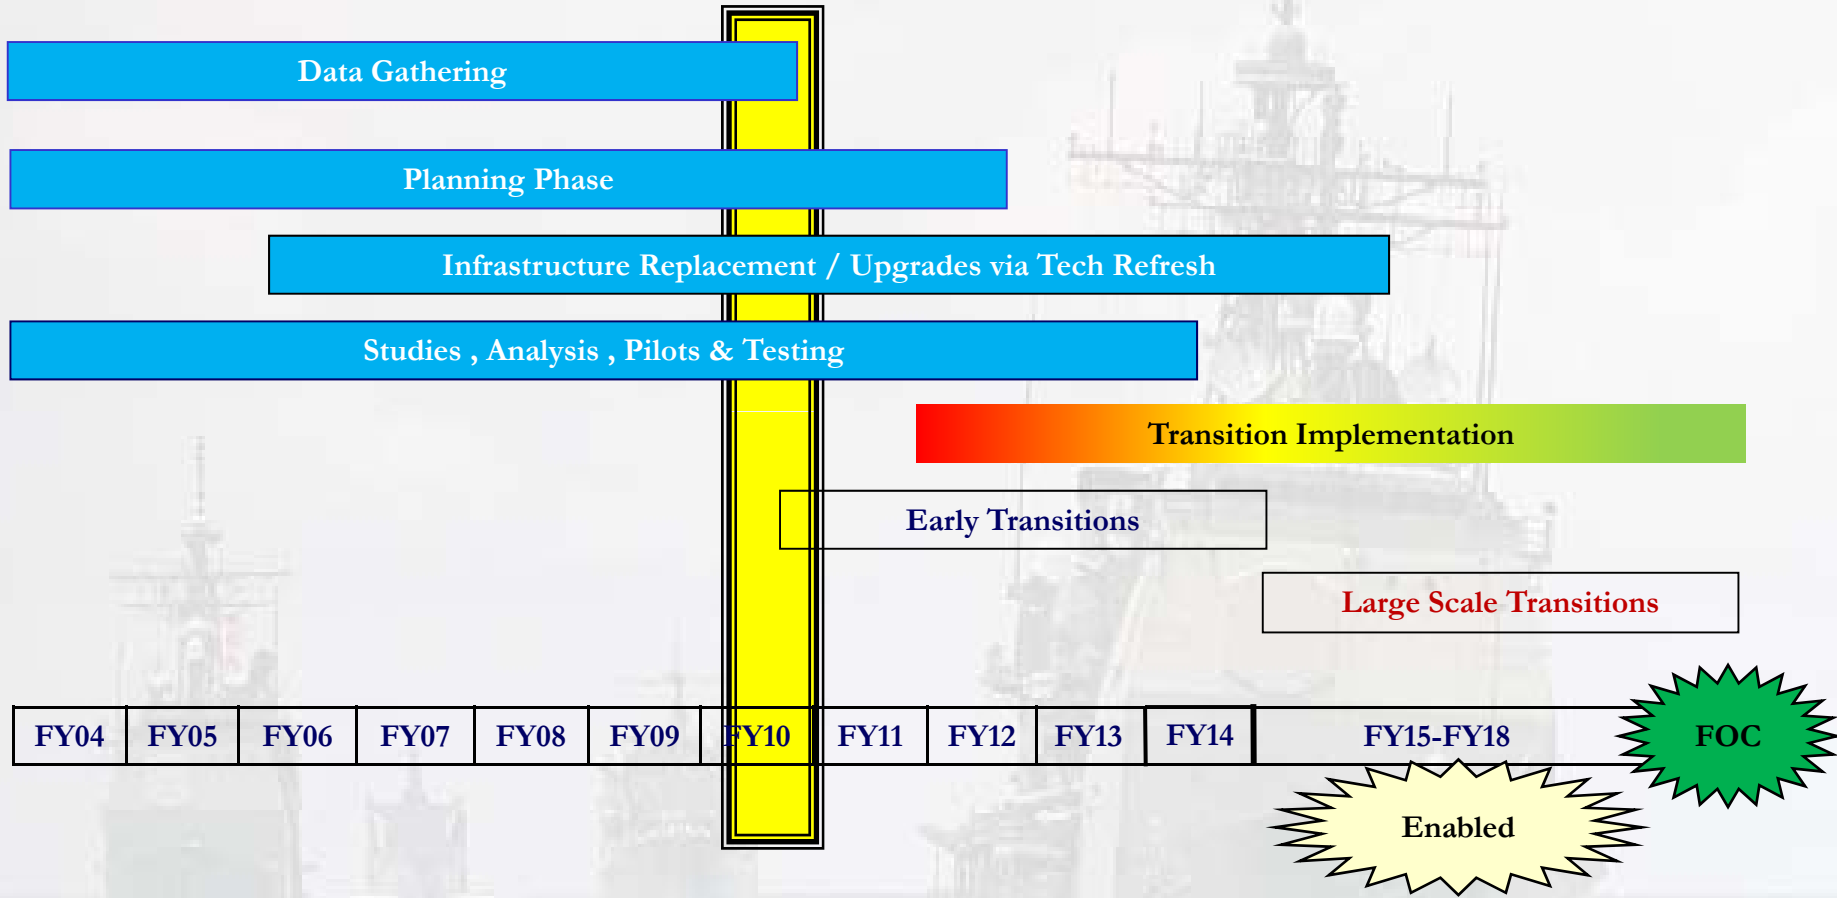 Data Gathering
Planning Phase
Infrastructure Replacement / Upgrades via Tech Refresh
Studies , Analysis , Pilots & Testing
Transition Implementation
Early Transitions
Large Scale Transitions
FY04 FY05 FY06 FY07 FY08 FY09 FY10 FY11 FY12 FY13 FY14 FY15-FY18 FOC
Enabled